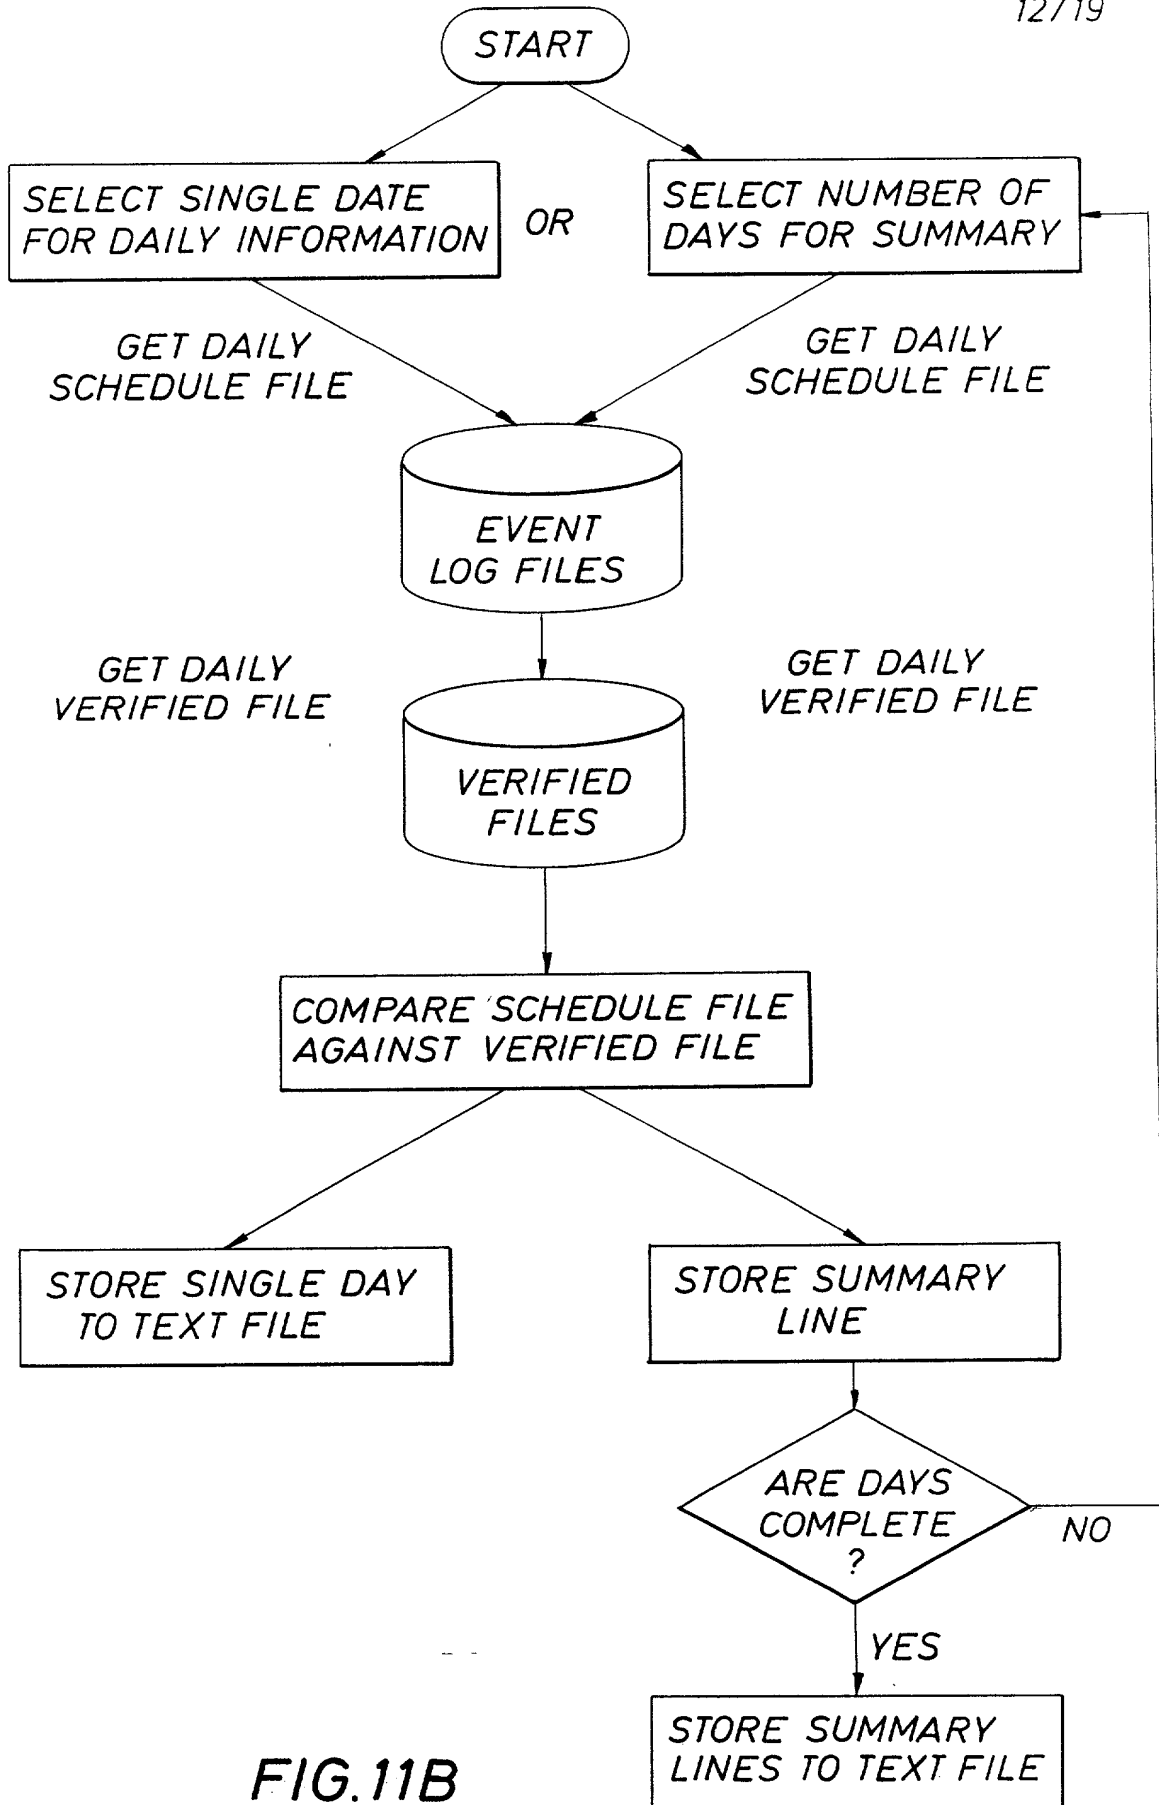 12/19
START
SELECT SINGLE DATE
FOR DAILY INFORMATION
OR
SELECT NUMBER OF
DAYS FOR SUMMARY
GET DAILY
SCHEDULE FILE
GET DAILY
SCHEDULE FILE
EVENT
LOG FILES
GET DAILY
VERIFIED FILE
GET DAILY
VERIFIED FILE
VERIFIED
FILES
COMPARE SCHEDULE FILE
AGAINST VERIFIED FILE
STORE SINGLE DAY
TO TEXT FILE
STORE SUMMARY
LINE
ARE DAYS
COMPLETE
?
NO
YES
STORE SUMMARY
LINES TO TEXT FILE
FIG.11B